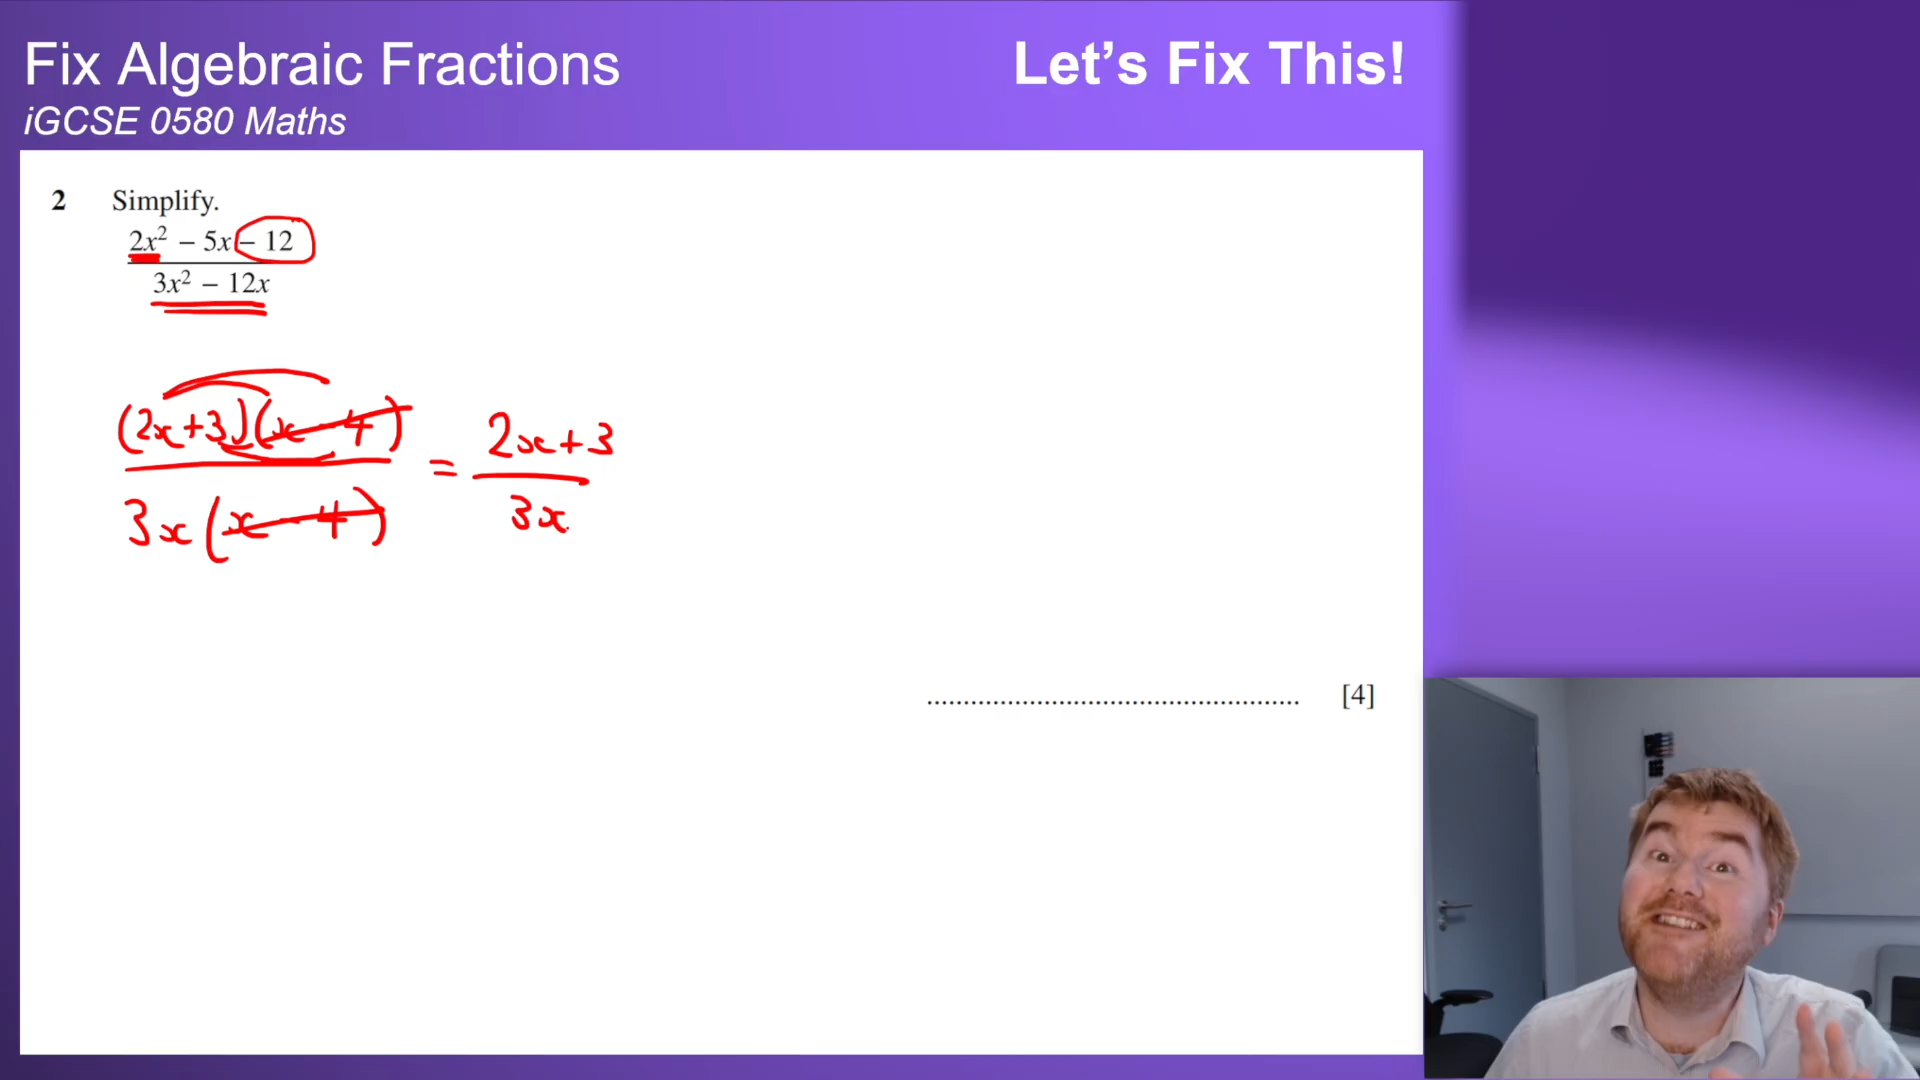 Fix Algebraic Fractions
Let's Fix This!
iGCSE 0580 Maths
2 Simplify.
2x² – 5x – 12
3x² – 12x
(2x+3)(x-4)
3x(x-4)
=
2x+3
3x
.................................................. [4]